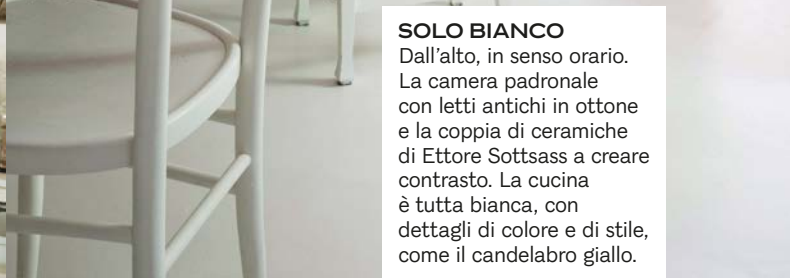 SOLO BIANCO
Dall'alto, in senso orario.
La camera padronale
con letti antichi in ottone
e la coppia di ceramiche
di Ettore Sottsass a creare
contrasto. La cucina
è tutta bianca, con
dettagli di colore e di stile,
come il candelabro giallo.